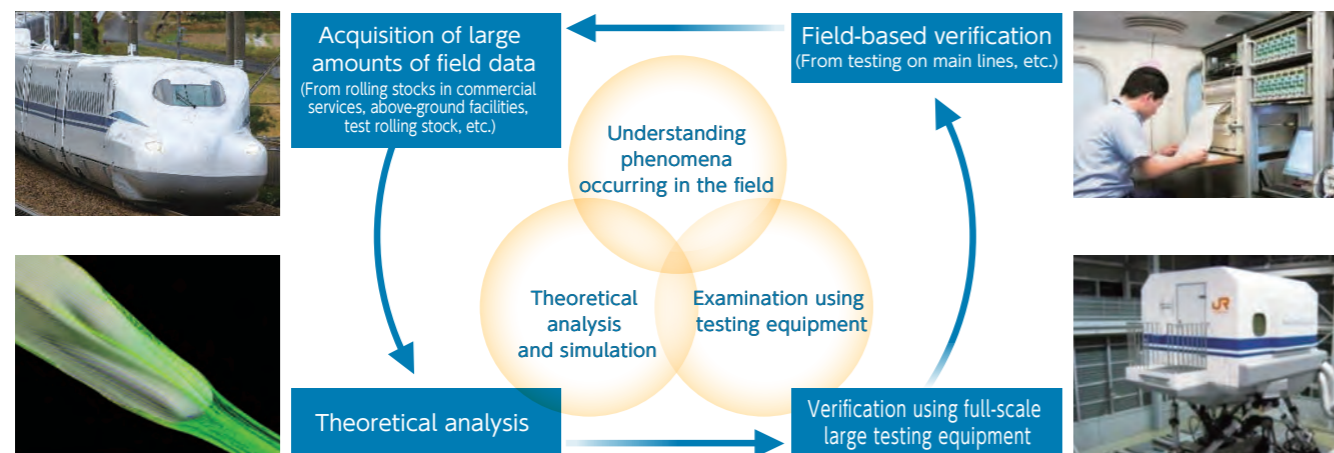 Acquisition of large
amounts of field data
(From rolling stocks in commercial
services, above-ground facilities,
test rolling stock, etc.)
Field-based verification
(From testing on main lines, etc.)
Understanding
phenomena
occurring in the field
Theoretical
analysis
and simulation
Examination using
testing equipment
JR
Theoretical analysis
Verification using full-scale
large testing equipment